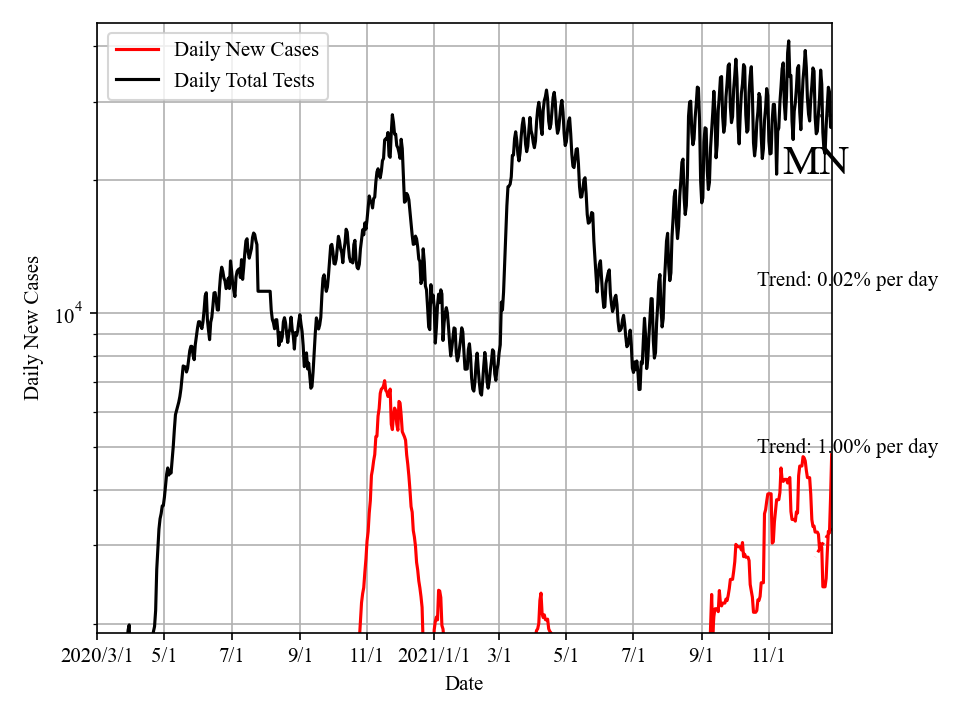 Daily New Cases
Daily Total Tests
MN
Trend: 0.02% per day
Trend: 1.00% per day
Daily New Cases
10^4
2020/3/1 5/1 7/1 9/1 11/1 2021/1/1 3/1 5/1 7/1 9/1 11/1
Date